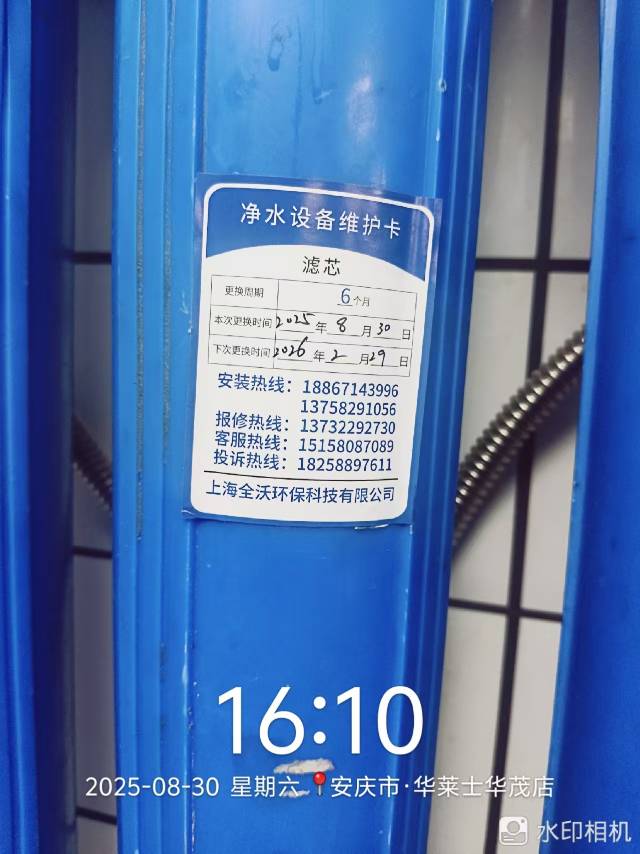 净水设备维护卡
滤芯
更换周期 6个月
本次更换时间 2025年 8月 30日
下次更换时间 2026年 2月 29日
安装热线：18867143996
13758291056
报修热线：13732292730
客服热线：15158087089
投诉热线：18258897611
上海全沃环保科技有限公司
16:10
2025-08-30 星期六 安庆市·华莱士华茂店
水印相机